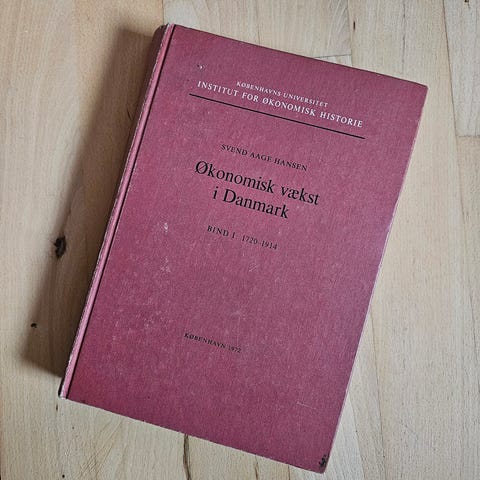 KØBENHAVNS UNIVERSITET
INSTITUT FOR ØKONOMISK HISTORIE
SVEND AAGE HANSEN
Økonomisk vækst
i Danmark
BIND I. 1720-1914
KØBENHAVN 1972